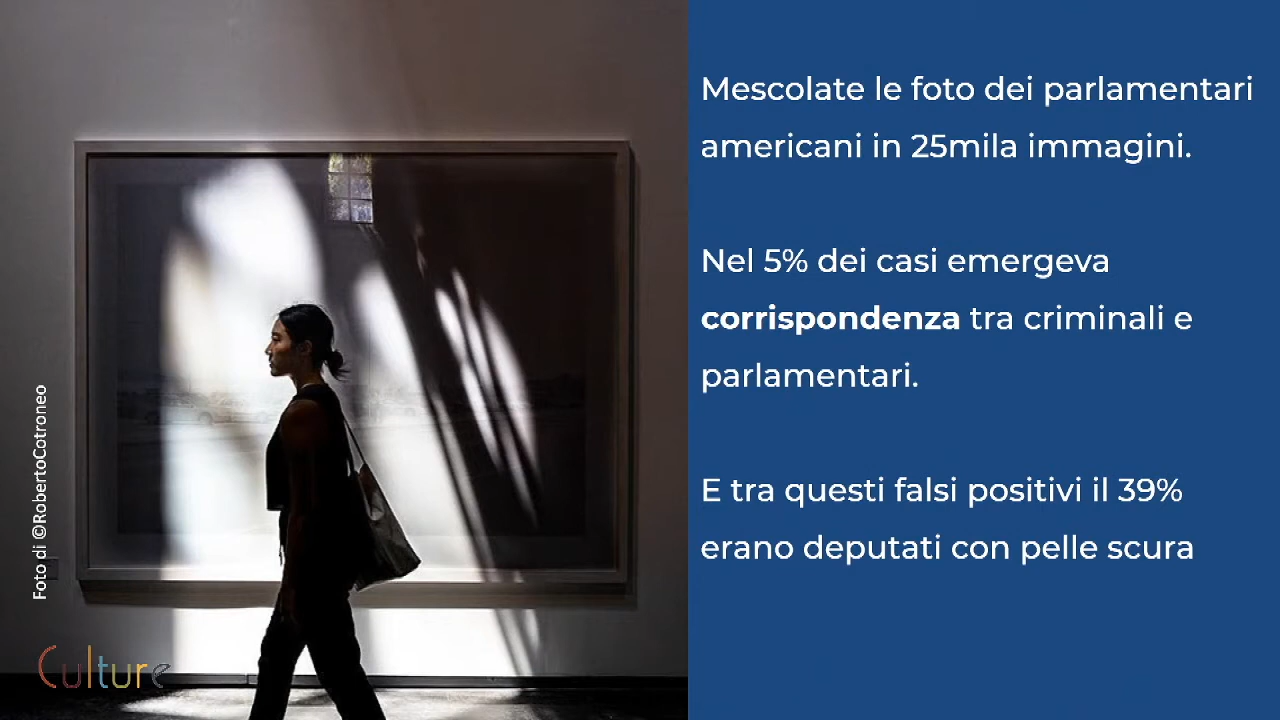 Mescolate le foto dei parlamentari
americani in 25mila immagini.
Nel 5% dei casi emergeva
corrispondenza tra criminali e
parlamentari.
E tra questi falsi positivi il 39%
erano deputati con pelle scura
Foto di ©RobertoCotroneo
Culture